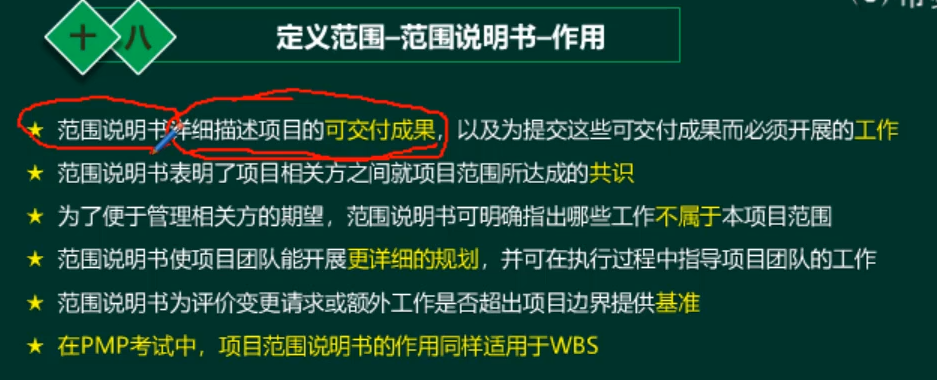 十八
定义范围–范围说明书–作用
★ 范围说明书详细描述项目的可交付成果，以及为提交这些可交付成果而必须开展的工作
★ 范围说明书表明了项目相关方之间就项目范围所达成的共识
★ 为了便于管理相关方的期望，范围说明书可明确指出哪些工作不属于本项目范围
★ 范围说明书使项目团队能开展更详细的规划，并可在执行过程中指导项目团队的工作
★ 范围说明书为评价变更请求或额外工作是否超出项目边界提供基准
★ 在PMP考试中，项目范围说明书的作用同样适用于WBS